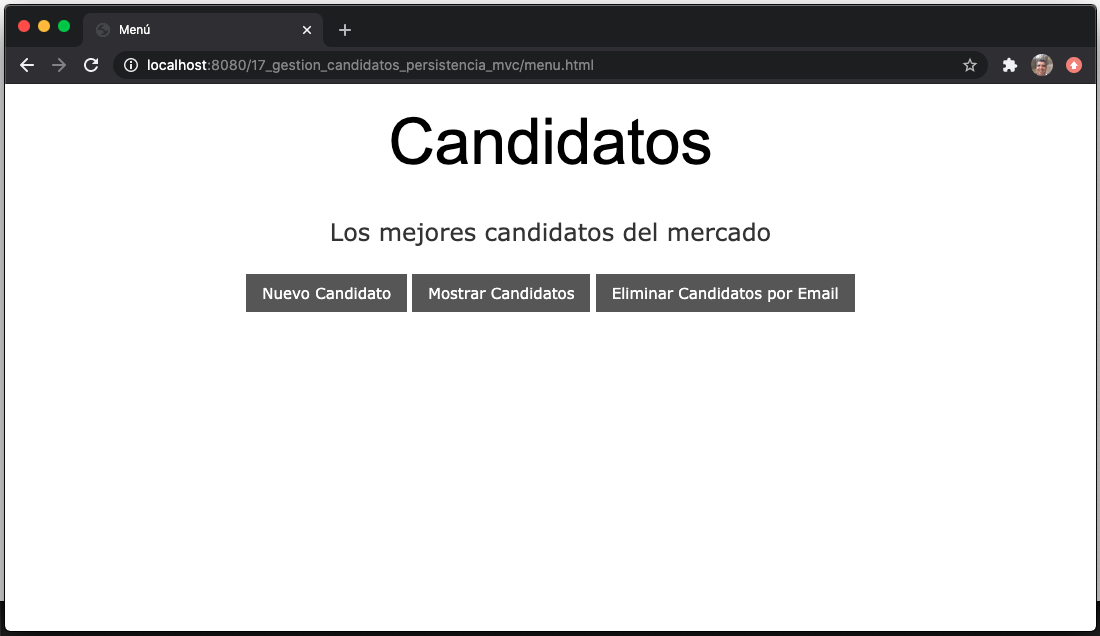 Menú
localhost:8080/17_gestion_candidatos_persistencia_mvc/menu.html
Candidatos
Los mejores candidatos del mercado
Nuevo Candidato Mostrar Candidatos Eliminar Candidatos por Email